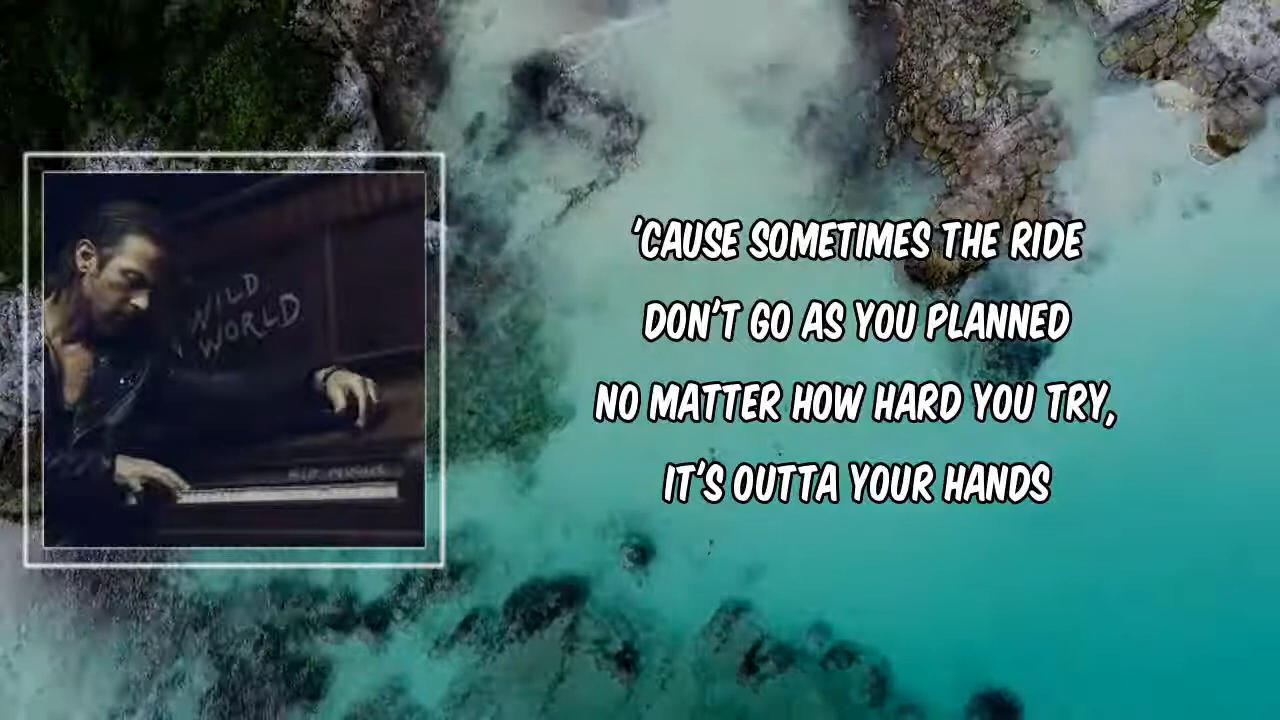 WILD
WORLD
'CAUSE SOMETIMES THE RIDE
DON'T GO AS YOU PLANNED
NO MATTER HOW HARD YOU TRY,
IT'S OUTTA YOUR HANDS